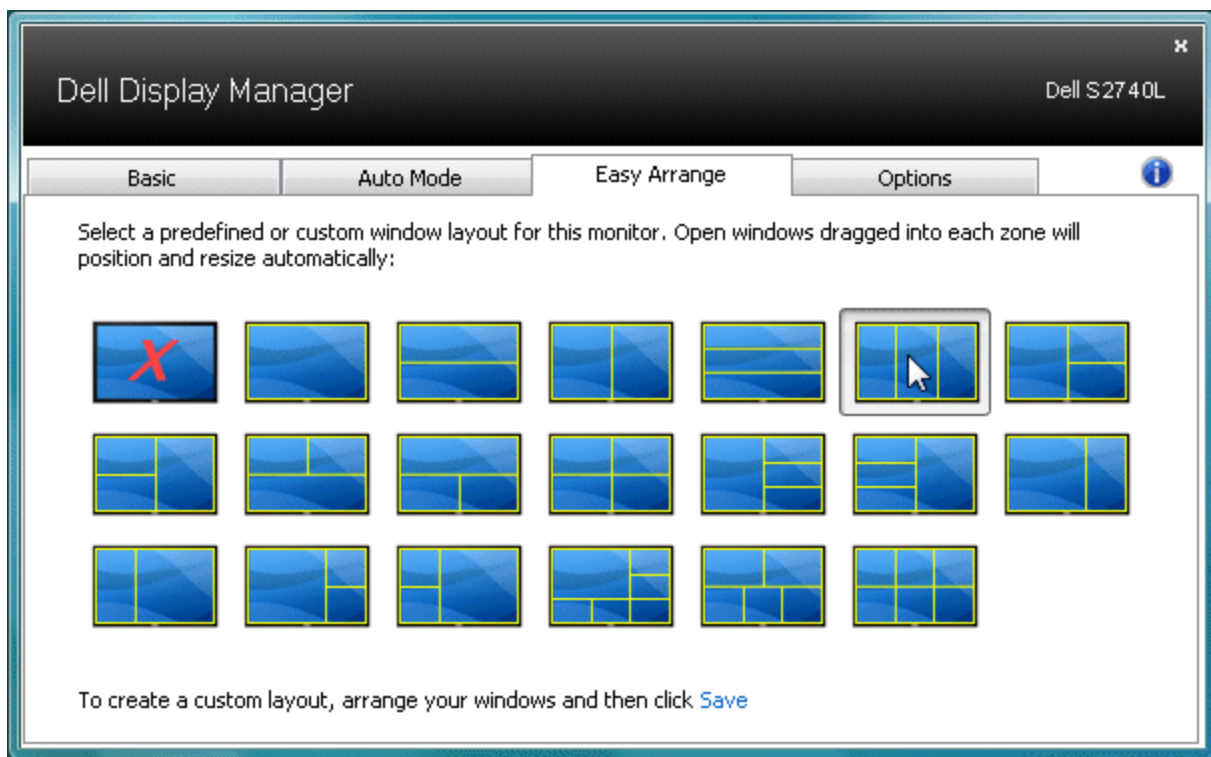 Dell Display Manager
Dell S2740L
Basic
Auto Mode
Easy Arrange
Options
Select a predefined or custom window layout for this monitor. Open windows dragged into each zone will
position and resize automatically:
X
To create a custom layout, arrange your windows and then click Save